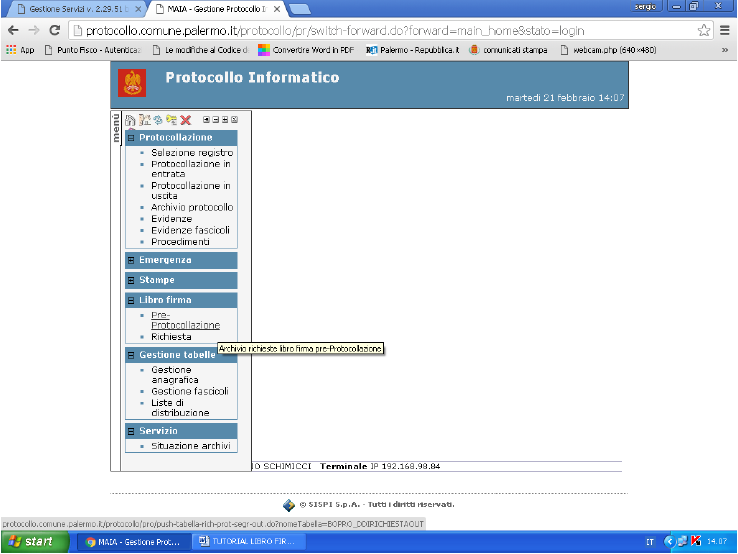 Gestione Servizi v. 2.29.51
MAIA - Gestione Protocollo I
sergio
protocollo.comune.palermo.it/protocollo/pr/switch-forward.do?forward=main_home&stato=login
App
Punto Fisco - Autenticaz
Le modifiche al Codice d
Convertire Word in PDF
Palermo - Repubblica.it
comunicati stampa
webcam.php (640×480)
»
Protocollo Informatico
martedì 21 febbraio 14:07
menù
Protocollazione
Selezione registro
Protocollazione in
entrata
Protocollazione in
uscita
Archivio protocollo
Evidenze
Evidenze fascicoli
Procedimenti
Emergenza
Stampe
Libro firma
Pre-
Protocollazione
Richiesta
Archivio richieste libro firma pre-Protocollazione
Gestione tabelle
Gestione
anagrafica
Gestione fascicoli
Liste di
distribuzione
Servizio
Situazione archivi
IO SCHIMICCI Terminale IP 192.168.98.84
© SISPI S.p.A. - Tutti i diritti riservati.
protocollo.comune.palermo.it/protocollo/pro/push-tabella-rich-prot-segr-out.do?nomeTabella=BOPRO_DOIRICHIESTAOUT
start
MAIA - Gestione Prot...
TUTORIAL LIBRO FIR...
IT
14.07